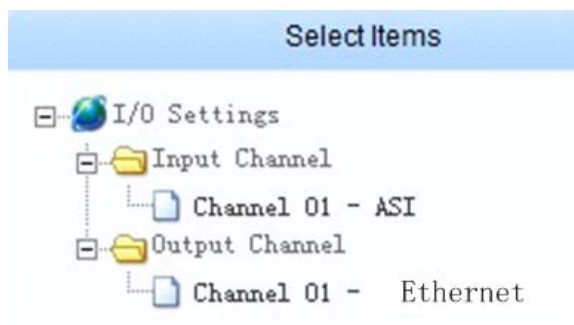 Select Items
I/O Settings
Input Channel
Channel 01 - ASI
Output Channel
Channel 01 - Ethernet